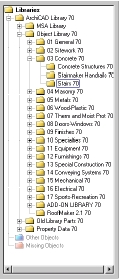 Libraries
ArchiCAD Library 70
MSA Library
Object Library 70
01 General 70
02 Sitework 70
03 Concrete 70
Concrete Structures 70
Stairmaker Handrails 70
Stairs 70
04 Masonry 70
05 Metals 70
06 WoodPlastic 70
07 Therm and Moist Prot 70
08 Doors-Windows 70
09 Finishes 70
10 Specialties 70
11 Equipment 70
12 Furnishings 70
13 Special Construction 70
14 Conveying Systems 70
15 Mechanical 70
16 Electrical 70
17 Sports-Recreation 70
ADD-ON LIBRARY 70
RoofMaker 2.1 70
Old Library Parts 70
Property Data 70
Other Objects
Missing Objects